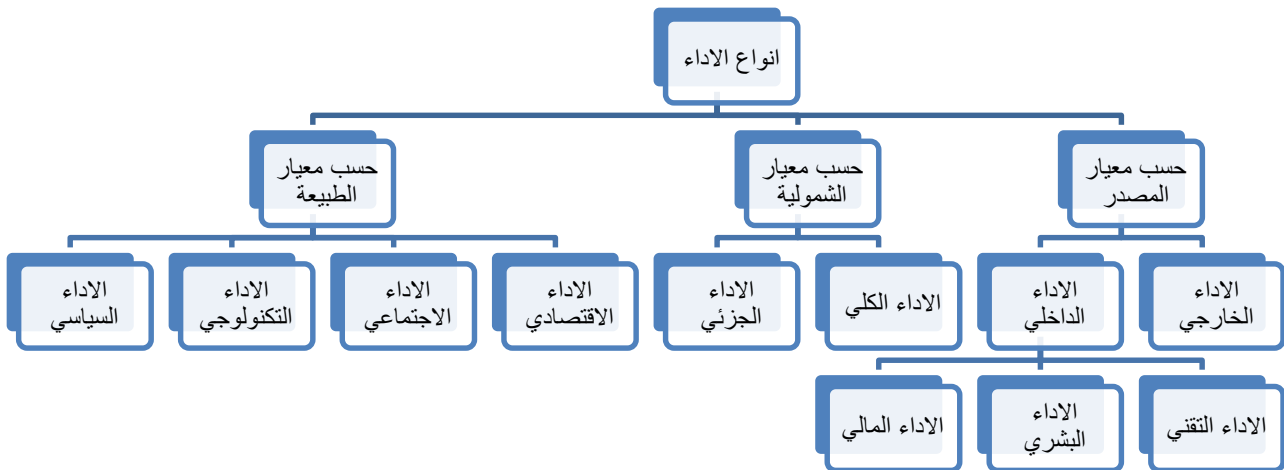 انواع الاداء
حسب معيار
المصدر
حسب معيار
الشمولية
حسب معيار
الطبيعة
الاداء
الخارجي
الاداء
الداخلي
الاداء الكلي
الاداء
الجزئي
الاداء
الاقتصادي
الاداء
الاجتماعي
الاداء
التكنولوجي
الاداء
السياسي
الاداء التقني
الاداء
البشري
الاداء المالي